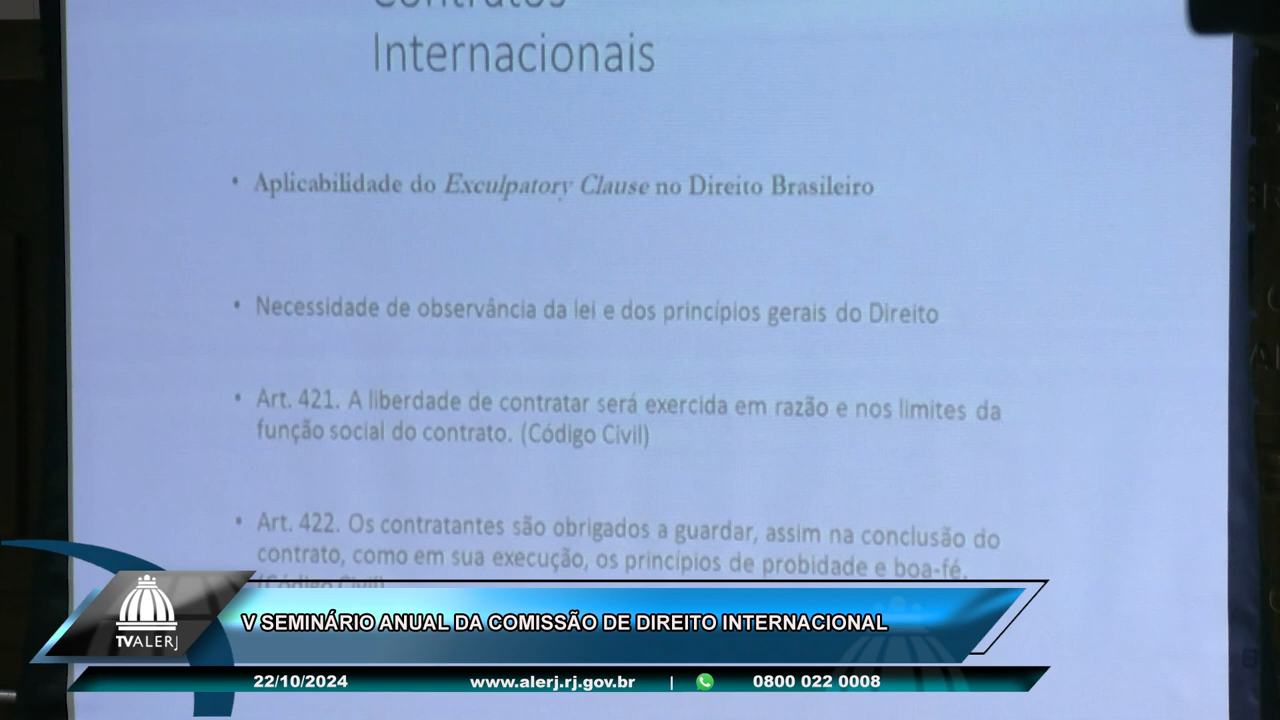 Contratos
Internacionais
• Aplicabilidade do Exculpatory Clause no Direito Brasileiro
• Necessidade de observância da lei e dos princípios gerais do Direito
• Art. 421. A liberdade de contratar será exercida em razão e nos limites da
função social do contrato. (Código Civil)
• Art. 422. Os contratantes são obrigados a guardar, assim na conclusão do
contrato, como em sua execução, os princípios de probidade e boa-fé.
(Código Civil)
TVALERJ
V SEMINÁRIO ANUAL DA COMISSÃO DE DIREITO INTERNACIONAL
22/10/2024 www.alerj.rj.gov.br | 0800 022 0008